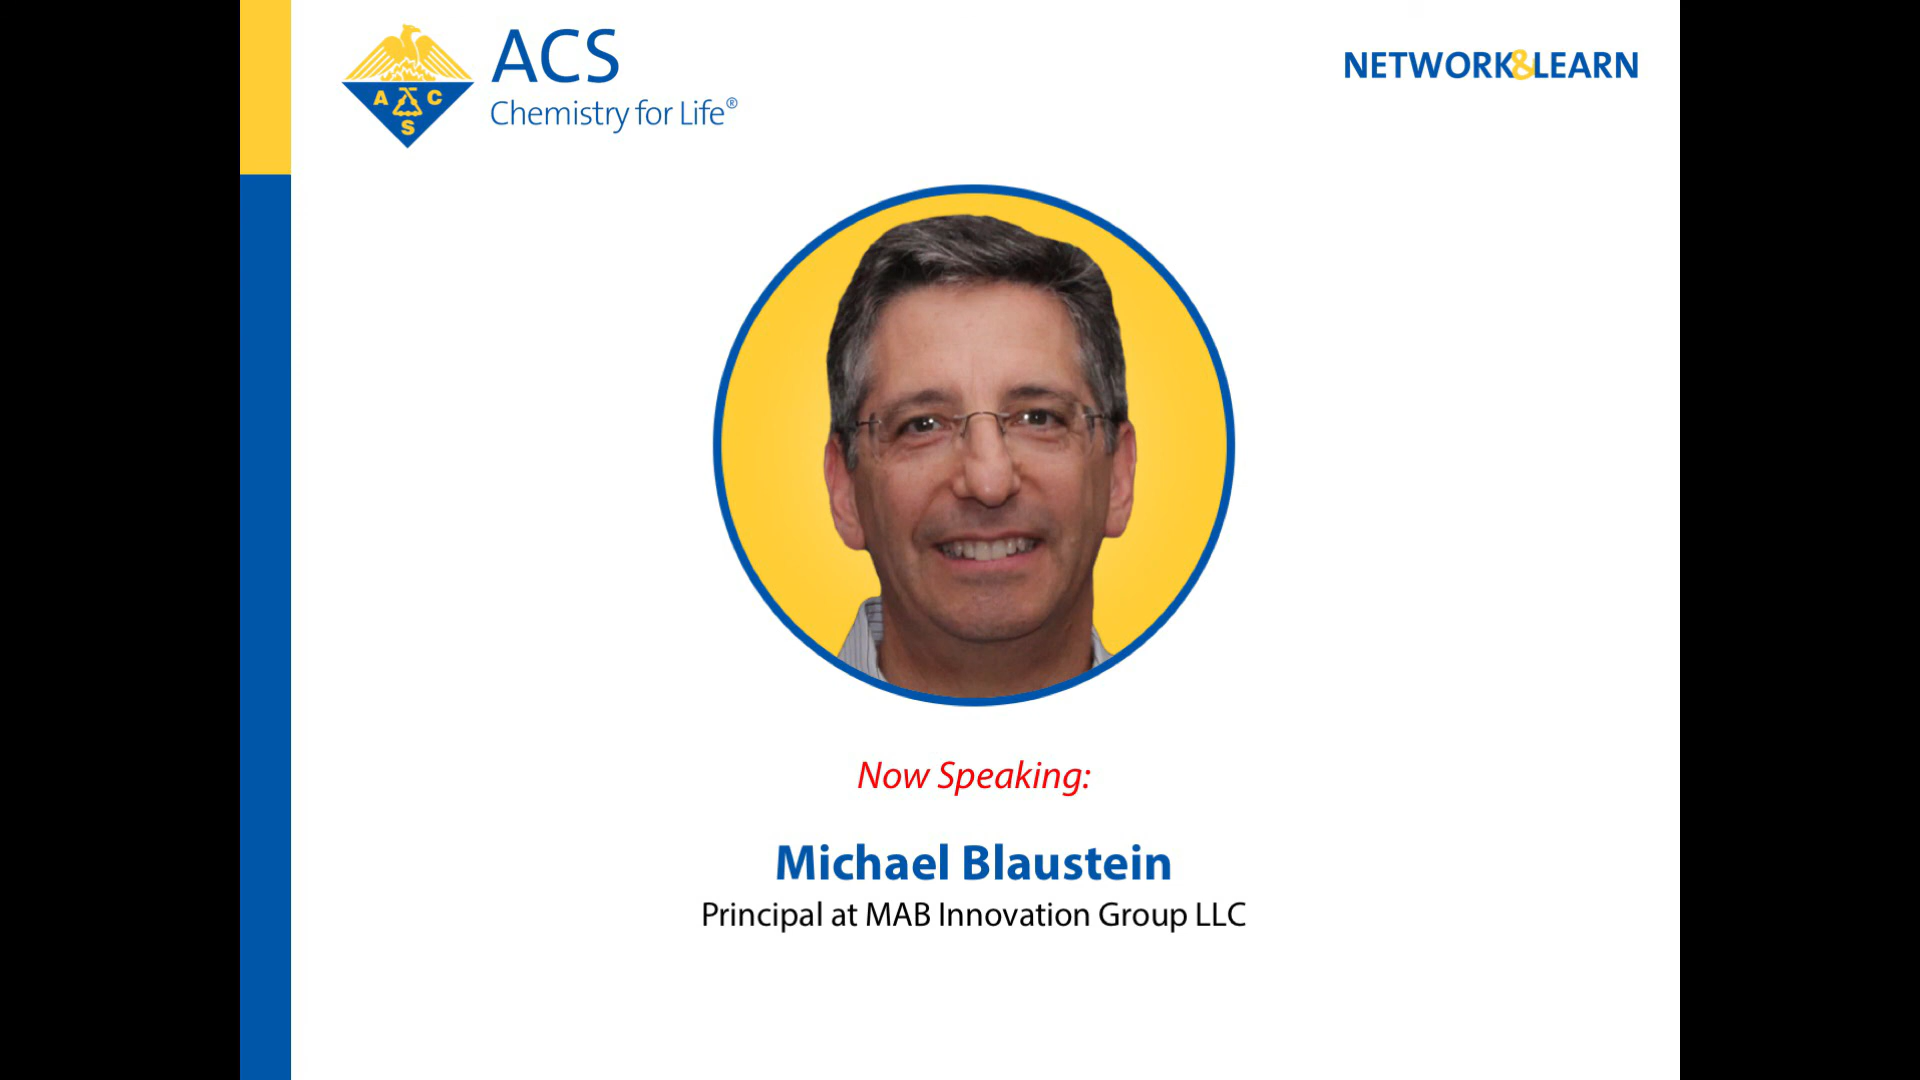 ACS
Chemistry for Life®
A C
S
NETWORK&LEARN
Now Speaking:
Michael Blaustein
Principal at MAB Innovation Group LLC